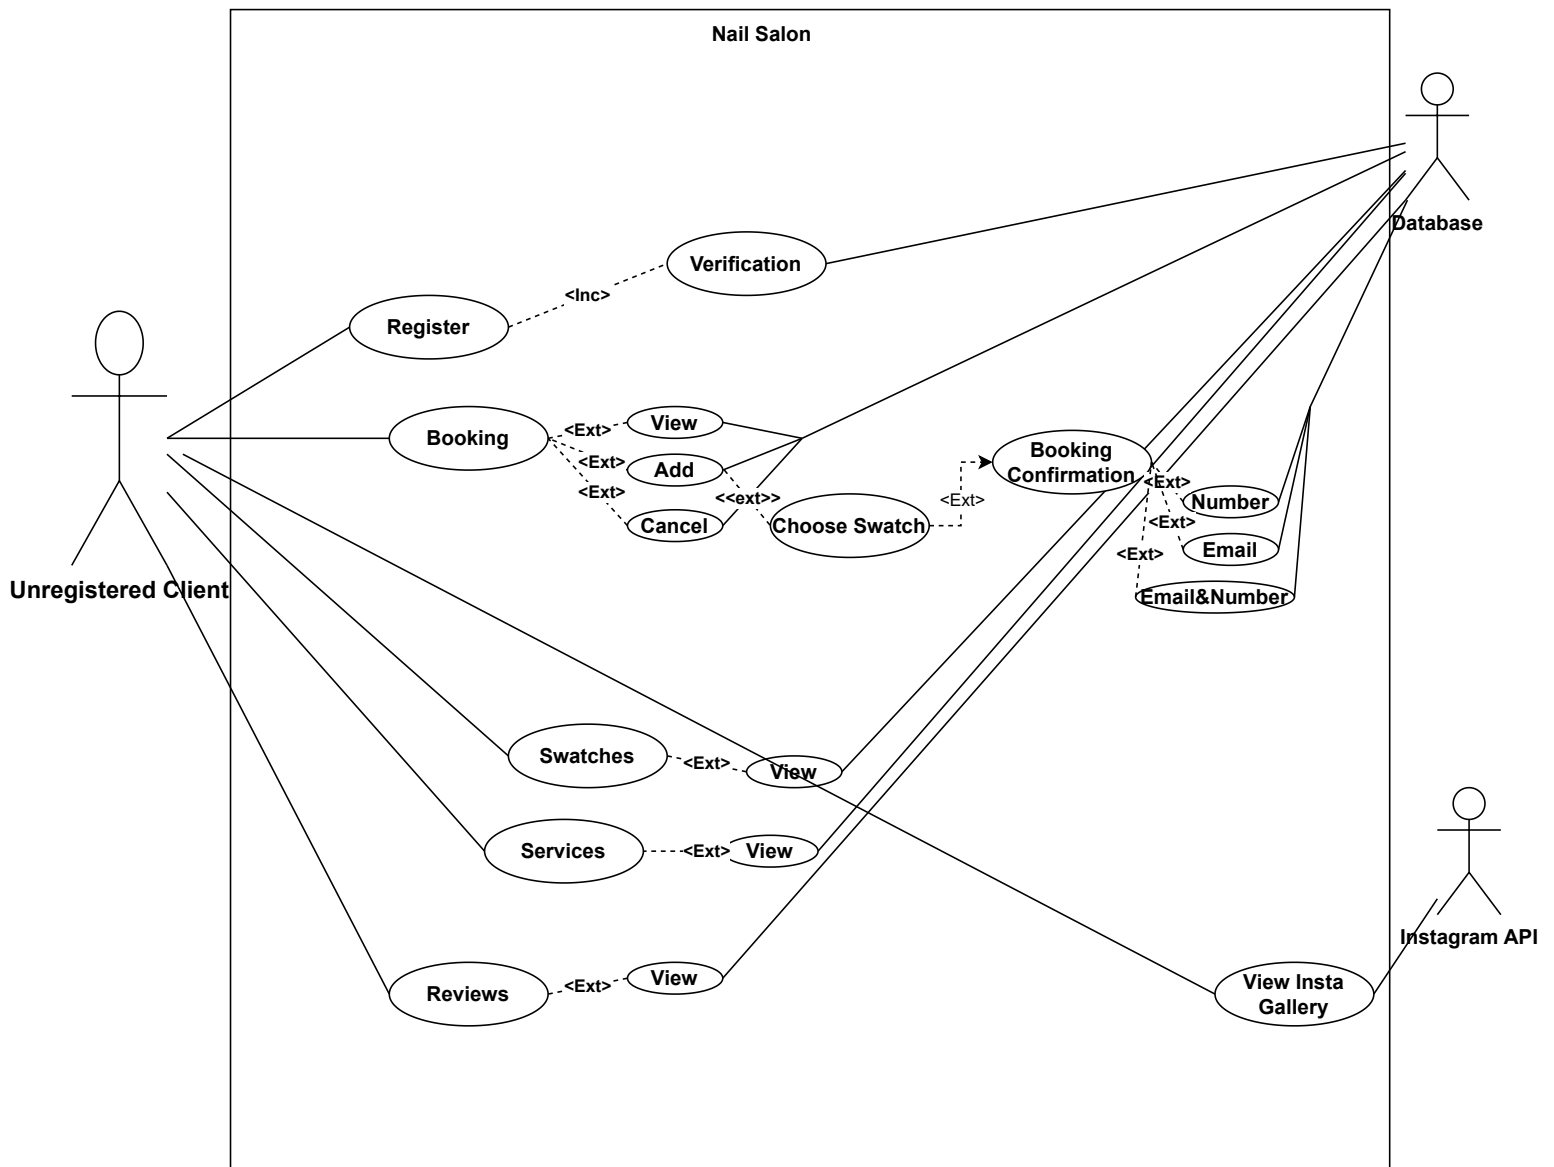 Nail Salon
Database
Verification
<Inc>
Register
Unregistered Client
Booking
<Ext>
View
<Ext>
Add
<Ext>
Cancel
<<ext>>
Choose Swatch
<Ext>
Booking
Confirmation
<Ext>
Number
<Ext>
Email
<Ext>
Email&Number
Swatches
<Ext>
View
Services
<Ext>
View
Reviews
<Ext>
View
Instagram API
View Insta
Gallery